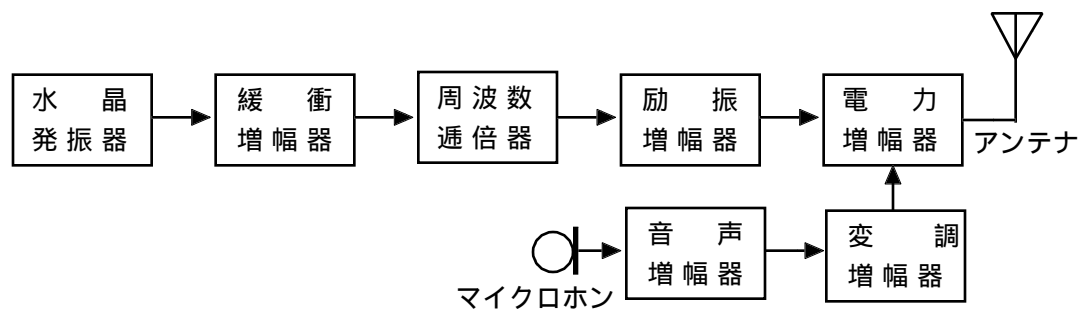 水晶
発振器
緩衝
増幅器
周波数
逓倍器
励振
増幅器
電力
増幅器
アンテナ
マイクロホン
音声
増幅器
変調
増幅器